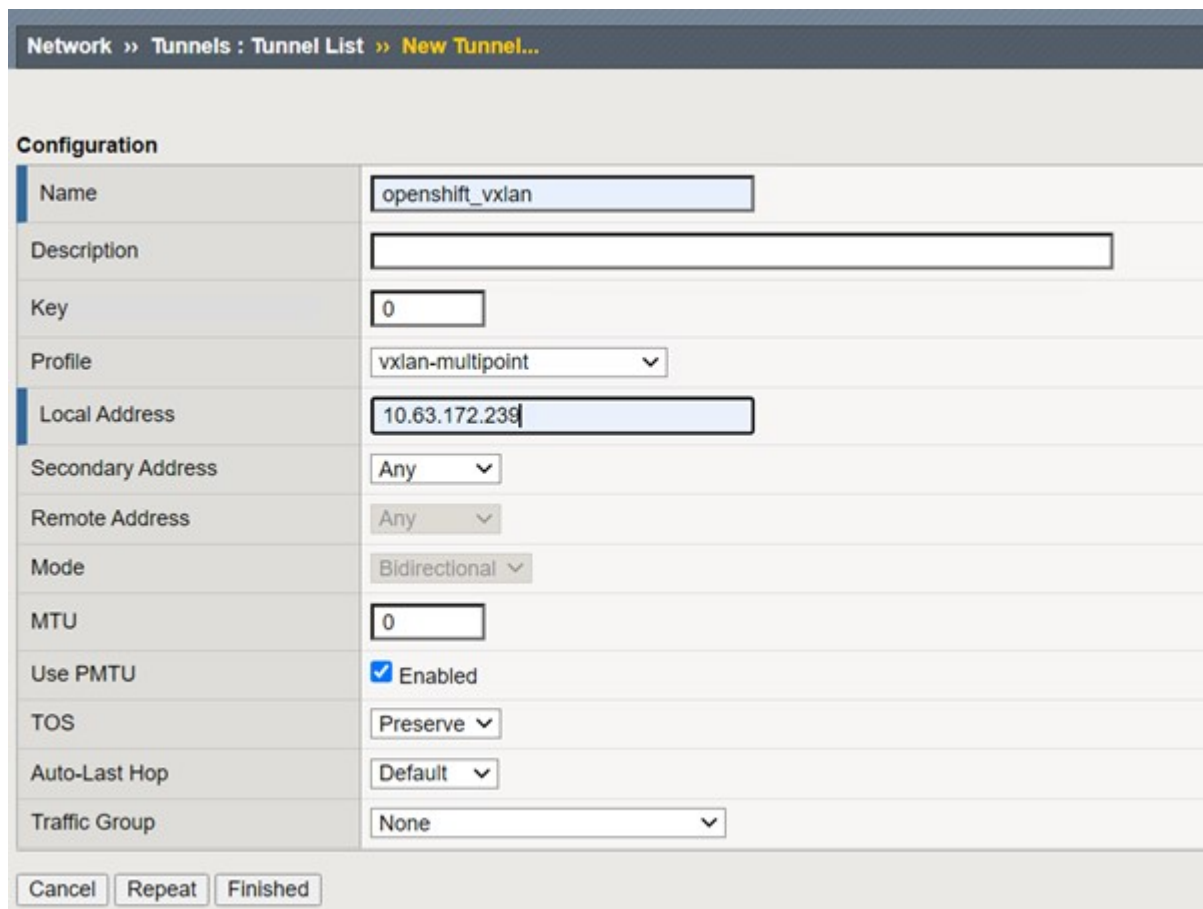 Network » Tunnels : Tunnel List » New Tunnel...
Configuration
Name openshift_vxlan
Description
Key 0
Profile vxlan-multipoint
Local Address 10.63.172.239
Secondary Address Any
Remote Address Any
Mode Bidirectional
MTU 0
Use PMTU Enabled
TOS Preserve
Auto-Last Hop Default
Traffic Group None
Cancel Repeat Finished